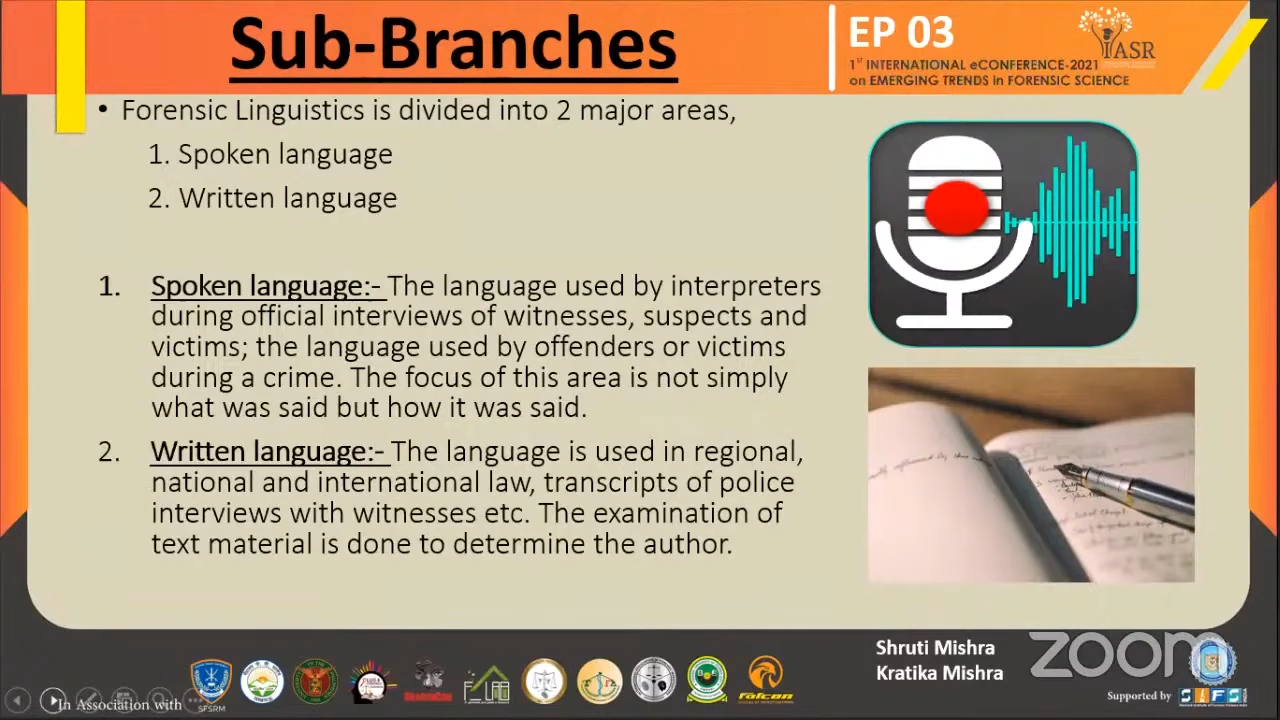 Sub-Branches
EP 03
IASR
1ST INTERNATIONAL eCONFERENCE-2021
on EMERGING TRENDS in FORENSIC SCIENCE
• Forensic Linguistics is divided into 2 major areas,
1. Spoken language
2. Written language
1. Spoken language:- The language used by interpreters
during official interviews of witnesses, suspects and
victims; the language used by offenders or victims
during a crime. The focus of this area is not simply
what was said but how it was said.
2. Written language:- The language is used in regional,
national and international law, transcripts of police
interviews with witnesses etc. The examination of
text material is done to determine the author.
Shruti Mishra
Kratika Mishra
zoom
In Association with
SFSRM
falcon
Supported by
SIFS